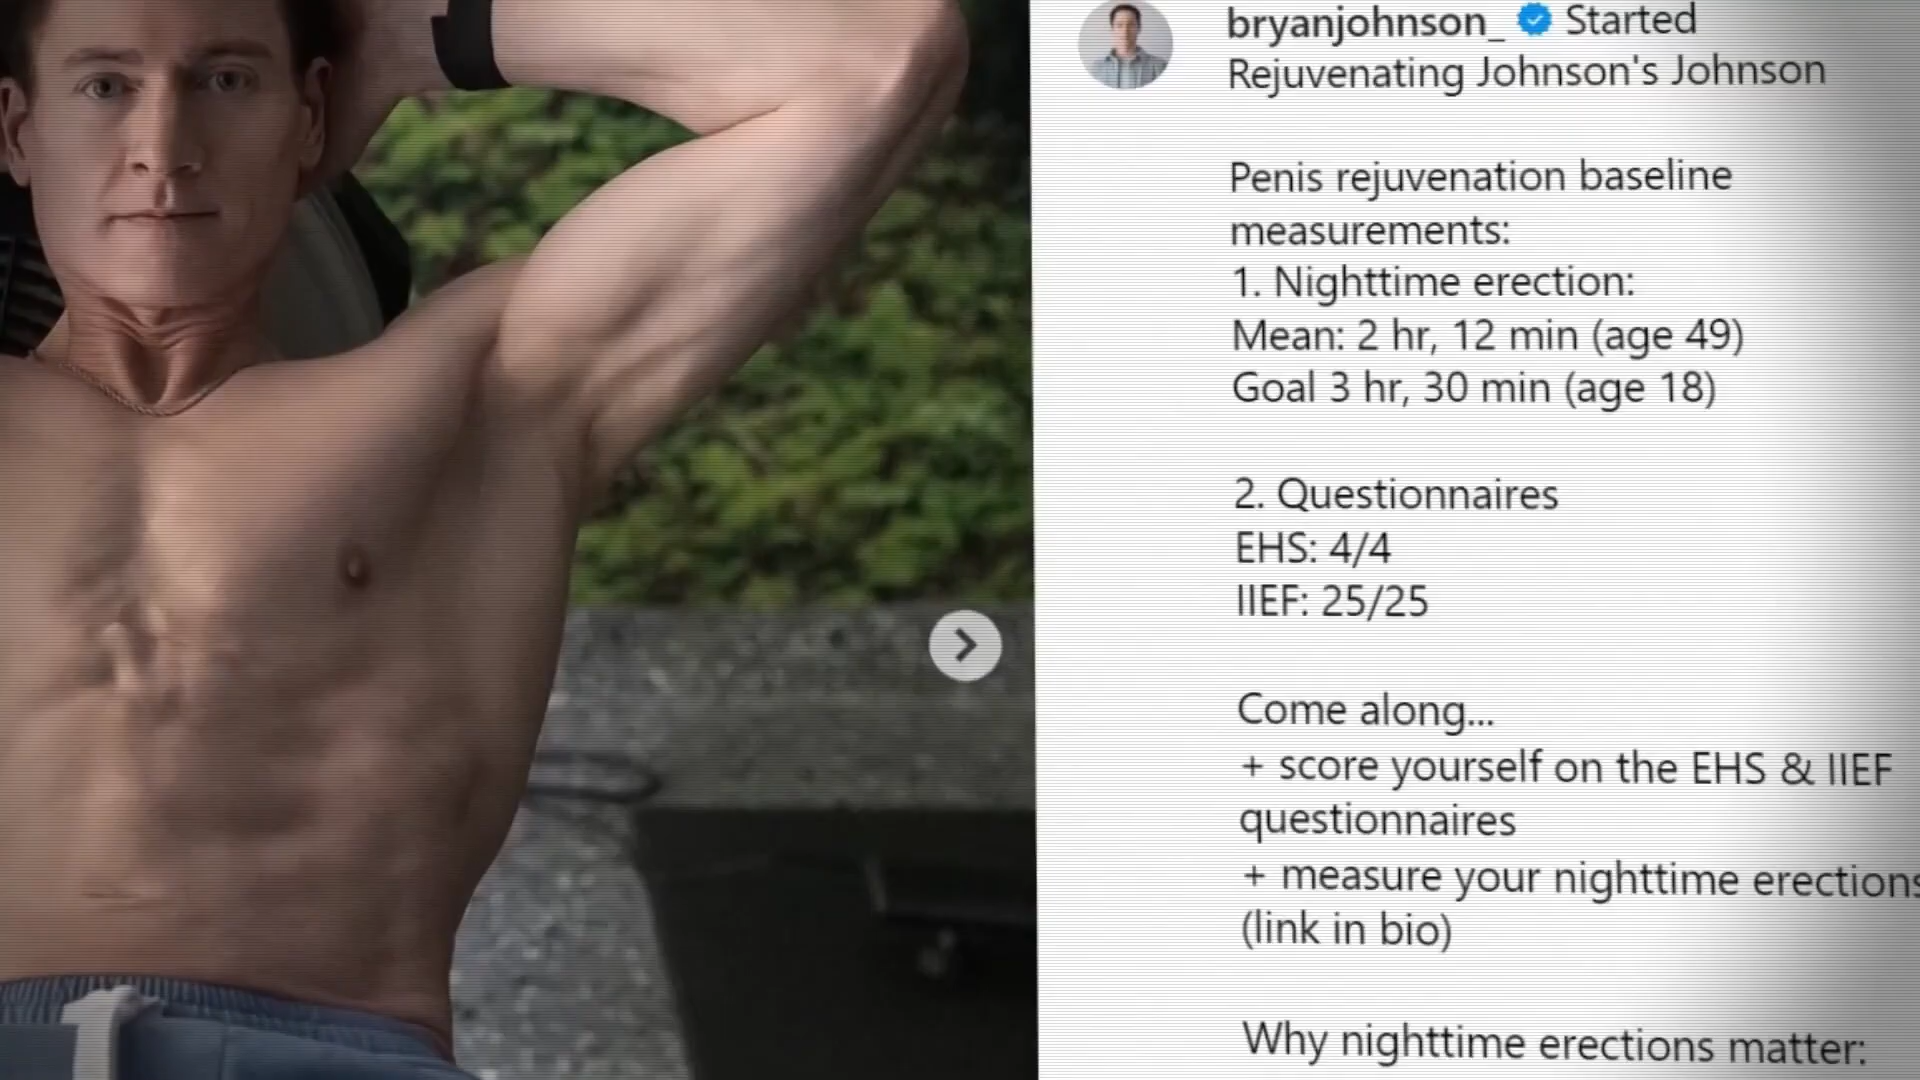 bryanjohnson_ Started
Rejuvenating Johnson's Johnson
Penis rejuvenation baseline
measurements:
1. Nighttime erection:
Mean: 2 hr, 12 min (age 49)
Goal 3 hr, 30 min (age 18)
2. Questionnaires
EHS: 4/4
IIEF: 25/25
Come along...
+ score yourself on the EHS & IIEF
questionnaires
+ measure your nighttime erections
(link in bio)
Why nighttime erections matter: